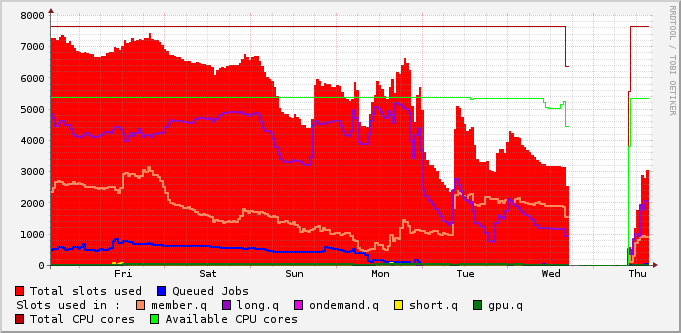 8000
7000
6000
5000
4000
3000
2000
1000
0
Fri Sat Sun Mon Tue Wed Thu
RRDTOOL / TOBI OETIKER
Total slots used Queued Jobs
Slots used in : member.q long.q ondemand.q short.q gpu.q
Total CPU cores Available CPU cores